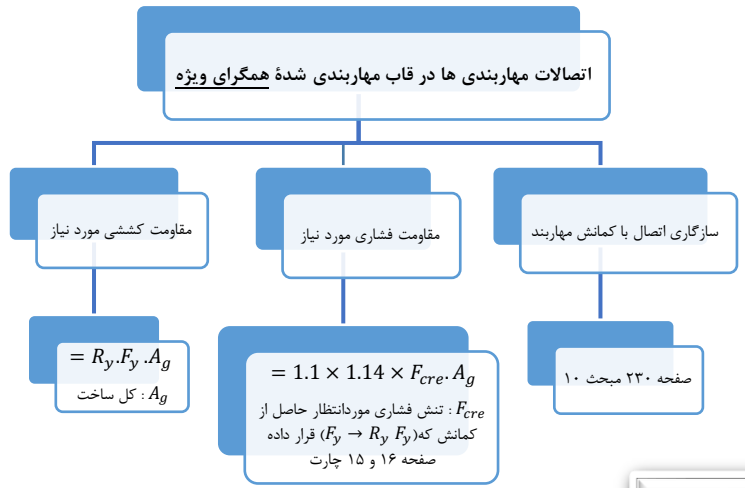 اتصالات مهاربندی ها در قاب مهاربندی شدهٔ همگرای ویژه
سازگاری اتصال با کمانش مهاربند
صفحه ۲۳۰ مبحث ۱۰
مقاومت فشاری مورد نیاز
= 1.1 × 1.14 × F_cre. A_g
F_cre : تنش فشاری موردانتظار حاصل از
کمانش که(F_y → R_y F_y) قرار داده
صفحه ۱۶ و ۱۵ چارت
مقاومت کششی مورد نیاز
= R_y.F_y .A_g
A_g : کل ساخت